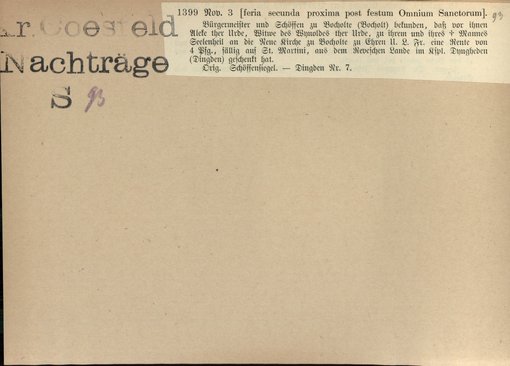 Kr Coesfeld
Nachträge
S 93
1399 Nov. 3 [feria secunda proxima post festum Omnium Sanctorum]. 93
Bürgermeister und Schöffen zu Bocholte (Bocholt) bekunden, daß vor ihnen
Aleke ther Urde, Witwe des Wynoldes ther Urde, zu ihrem und ihres † Mannes
Seelenheil an die Neue Kirche zu Bocholte zu Ehren U. L. Fr. eine Rente von
4 Pfg., fällig auf St. Martini, aus dem Reveschen Lande im Kspl. Dyngheden
(Dingden) geschenkt hat.
Orig. Schöffensiegel. — Dingden Nr. 7.